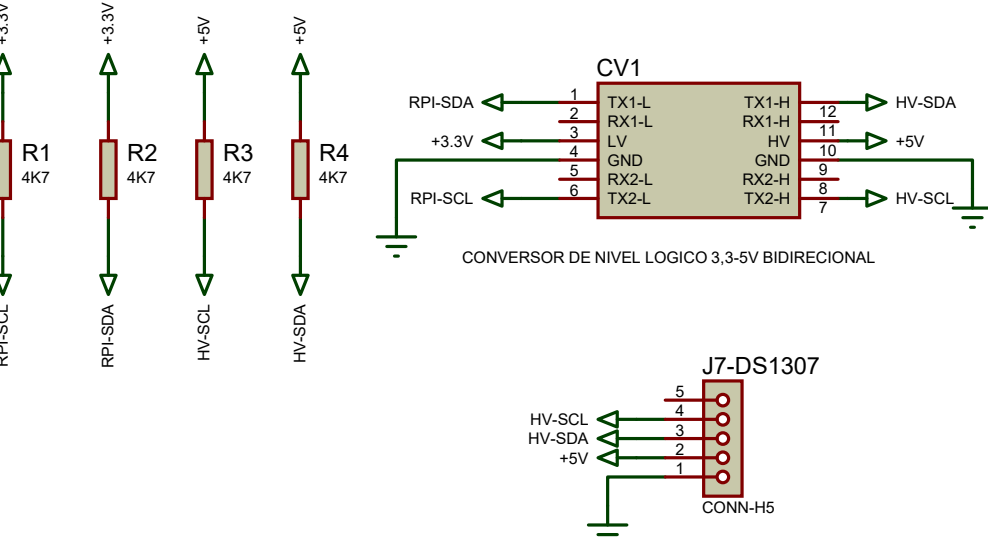 +3.3V
R1
4K7
RPI-SCL
+3.3V
R2
4K7
RPI-SDA
+5V
R3
4K7
HV-SCL
+5V
R4
4K7
HV-SDA
CV1
RPI-SDA 1 TX1-L TX1-H 12 HV-SDA
2 RX1-L RX1-H 11
+3.3V 3 LV HV 10 +5V
4 GND GND 9
5 RX2-L RX2-H 8
RPI-SCL 6 TX2-L TX2-H 7 HV-SCL
CONVERSOR DE NIVEL LOGICO 3,3-5V BIDIRECIONAL
J7-DS1307
5
HV-SCL 4
HV-SDA 3
+5V 2
1
CONN-H5